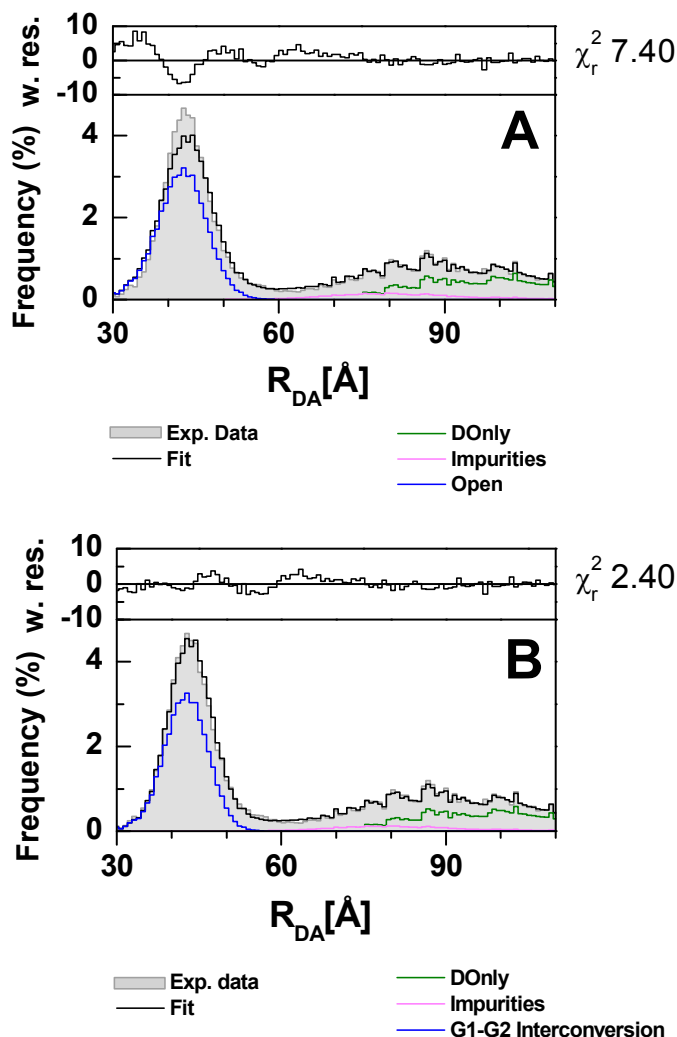 10
0
-10
w. res.
χr² 7.40
A
4
2
0
Frequency (%)
30 60 90
RDA[Å]
Exp. Data
Fit
DOnly
Impurities
Open
10
0
-10
w. res.
χr² 2.40
B
4
2
0
Frequency (%)
30 60 90
RDA[Å]
Exp. data
Fit
DOnly
Impurities
G1-G2 Interconversion